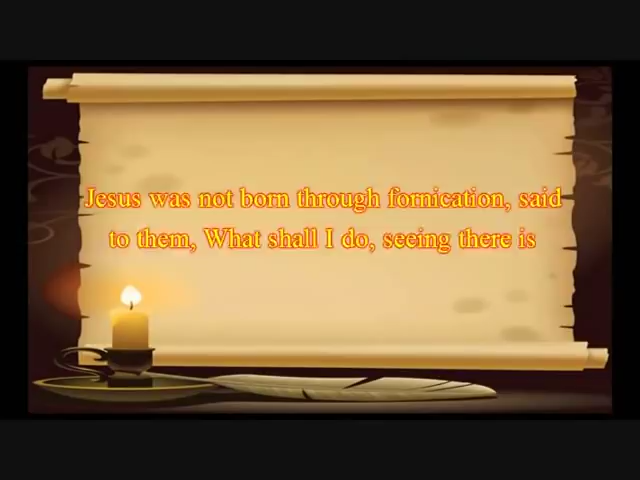 Jesus was not born through fornication, said
to them, What shall I do, seeing there is